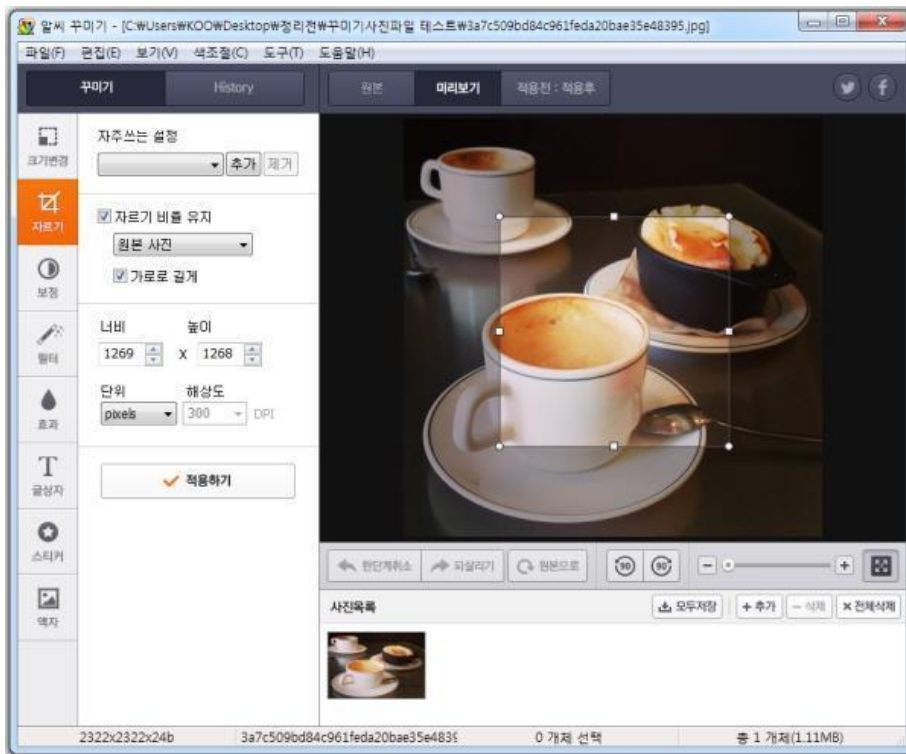 알씨 꾸미기 - [C:₩Users₩KOO₩Desktop₩정리전₩꾸미기사진파일 테스트₩3a7c509bd84c961feda20bae35e48395.jpg]
파일(F) 편집(E) 보기(V) 색조절(C) 도구(T) 도움말(H)
꾸미기 History 원본 미리보기 적용전 : 적용후
크기변경
자르기
보정
필터
효과
글상자
스티커
액자
자주쓰는 설정
추가 제거
자르기 비율 유지
원본 사진
가로로 길게
너비 높이
1269 X 1268
단위 해상도
pixels 300 DPI
적용하기
한단계취소 되살리기 원본으로 90 90
사진목록 모두저장 +추가 -삭제 ×전체삭제
2322x2322x24b 3a7c509bd84c961feda20bae35e4839 0 개체 선택 총 1 개체(1.11MB)